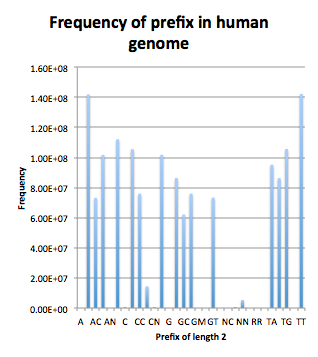 Frequency of prefix in human
genome
Frequency
1.60E+08
1.40E+08
1.20E+08
1.00E+08
8.00E+07
6.00E+07
4.00E+07
2.00E+07
0.00E+00
A AC AN C CC CN G GC GM GT NC NN RR TA TG TT
Prefix of length 2